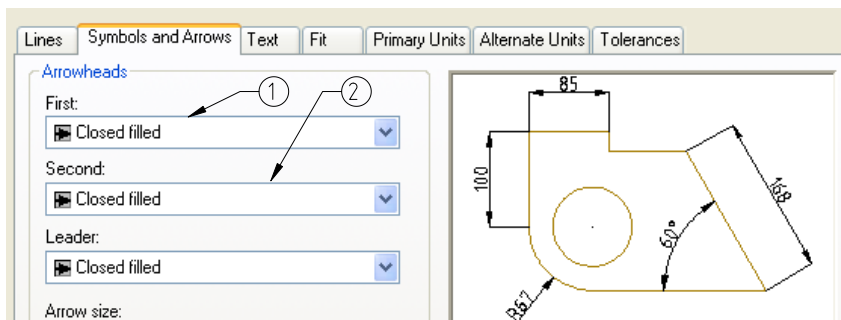 Lines Symbols and Arrows Text Fit Primary Units Alternate Units Tolerances
Arrowheads
First:
1
2
Closed filled
Second:
Closed filled
Leader:
Closed filled
Arrow size:
85
100
168
60°
R67